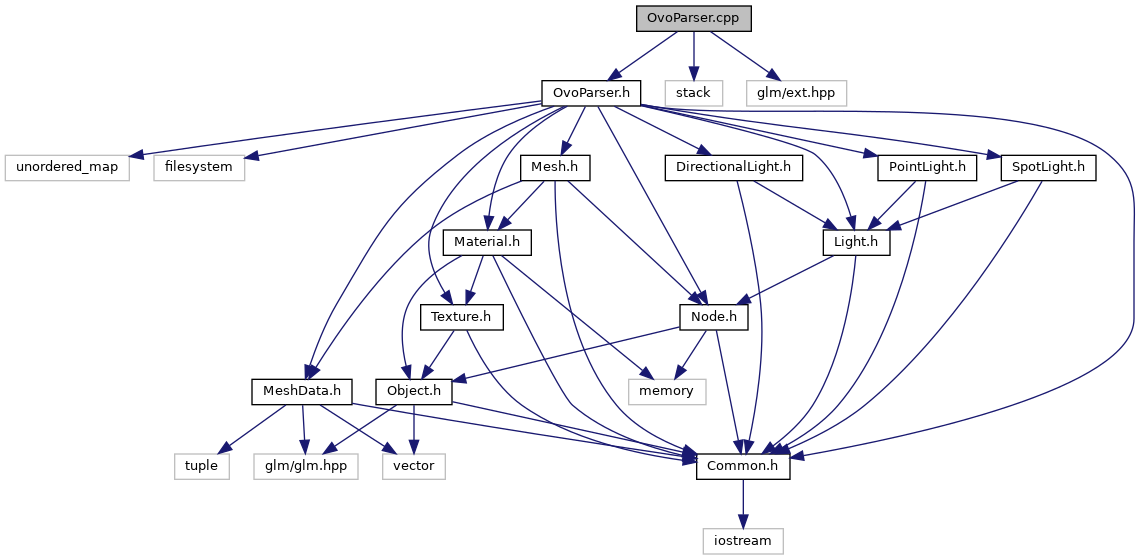 OvoParser.cpp
OvoParser.h
stack
glm/ext.hpp
unordered_map
filesystem
Mesh.h
DirectionalLight.h
PointLight.h
SpotLight.h
Material.h
Light.h
Texture.h
Node.h
MeshData.h
Object.h
memory
tuple
glm/glm.hpp
vector
Common.h
iostream